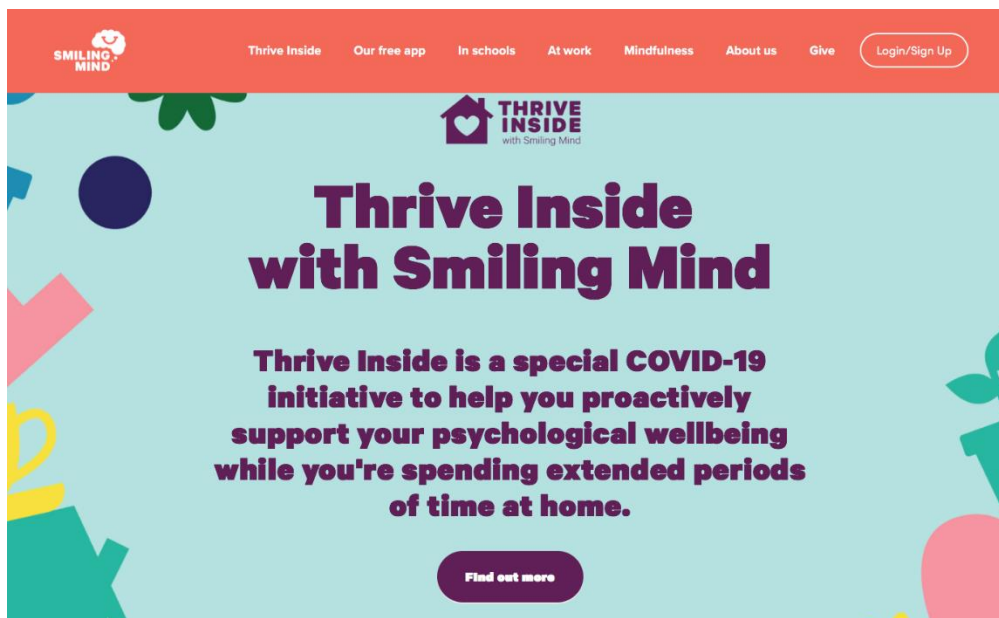 SMILING
MIND
Thrive Inside Our free app In schools At work Mindfulness About us Give Login/Sign Up
THRIVE
INSIDE
with Smiling Mind
Thrive Inside
with Smiling Mind
Thrive Inside is a special COVID-19
initiative to help you proactively
support your psychological wellbeing
while you're spending extended periods
of time at home.
Find out more